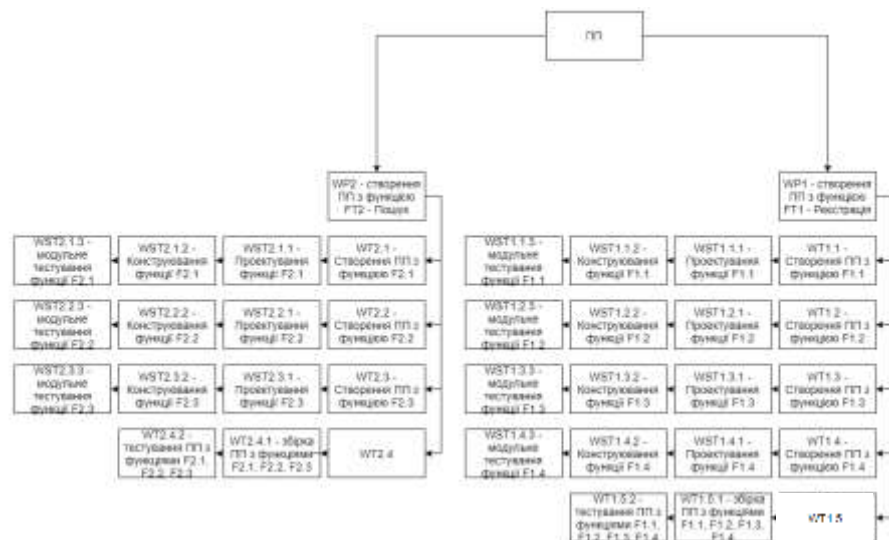 ПП
WP2 - створення
ПП з функцією
FT2 - Пошук
WP1 - створення
ПП з функцією
FT1 - Реєстрація
WST2.1.3 -
модульне
тестування
функції F2.1
WST2.1.2 -
Конструювання
функції F2.1
WST2.1.1 -
Проектування
функції F2.1
WT2.1 -
Створення ПП з
функцією F2.1
WST1.1.3 -
модульне
тестування
функції F1.1
WST1.1.2 -
Конструювання
функції F1.1
WST1.1.1 -
Проектування
функції F1.1
WT1.1 -
Створення ПП з
функцією F1.1
WST2.2.3 -
модульне
тестування
функції F2.2
WST2.2.2 -
Конструювання
функції F2.2
WST2.2.1 -
Проектування
функції F2.2
WT2.2 -
Створення ПП з
функцією F2.2
WST1.2.3 -
модульне
тестування
функції F1.2
WST1.2.2 -
Конструювання
функції F1.2
WST1.2.1 -
Проектування
функції F1.2
WT1.2 -
Створення ПП з
функцією F1.2
WST2.3.3 -
модульне
тестування
функції F2.3
WST2.3.2 -
Конструювання
функції F2.3
WST2.3.1 -
Проектування
функції F2.3
WT2.3 -
Створення ПП з
функцією F2.3
WST1.3.3 -
модульне
тестування
функції F1.3
WST1.3.2 -
Конструювання
функції F1.3
WST1.3.1 -
Проектування
функції F1.3
WT1.3 -
Створення ПП з
функцією F1.3
WT2.4.2 -
тестування ПП з
функціями F2.1,
F2.2, F2.3
WT2.4.1 - збірка
ПП з функціями
F2.1, F2.2, F2.3
WT2.4
WST1.4.3 -
модульне
тестування
функції F1.4
WST1.4.2 -
Конструювання
функції F1.4
WST1.4.1 -
Проектування
функції F1.4
WT1.4 -
Створення ПП з
функцією F1.4
WT1.5.2 -
тестування ПП з
функціями F1.1,
F1.2, F1.3, F1.4
WT1.5.1 - збірка
ПП з функціями
F1.1, F1.2, F1.3,
F1.4
WT1.5